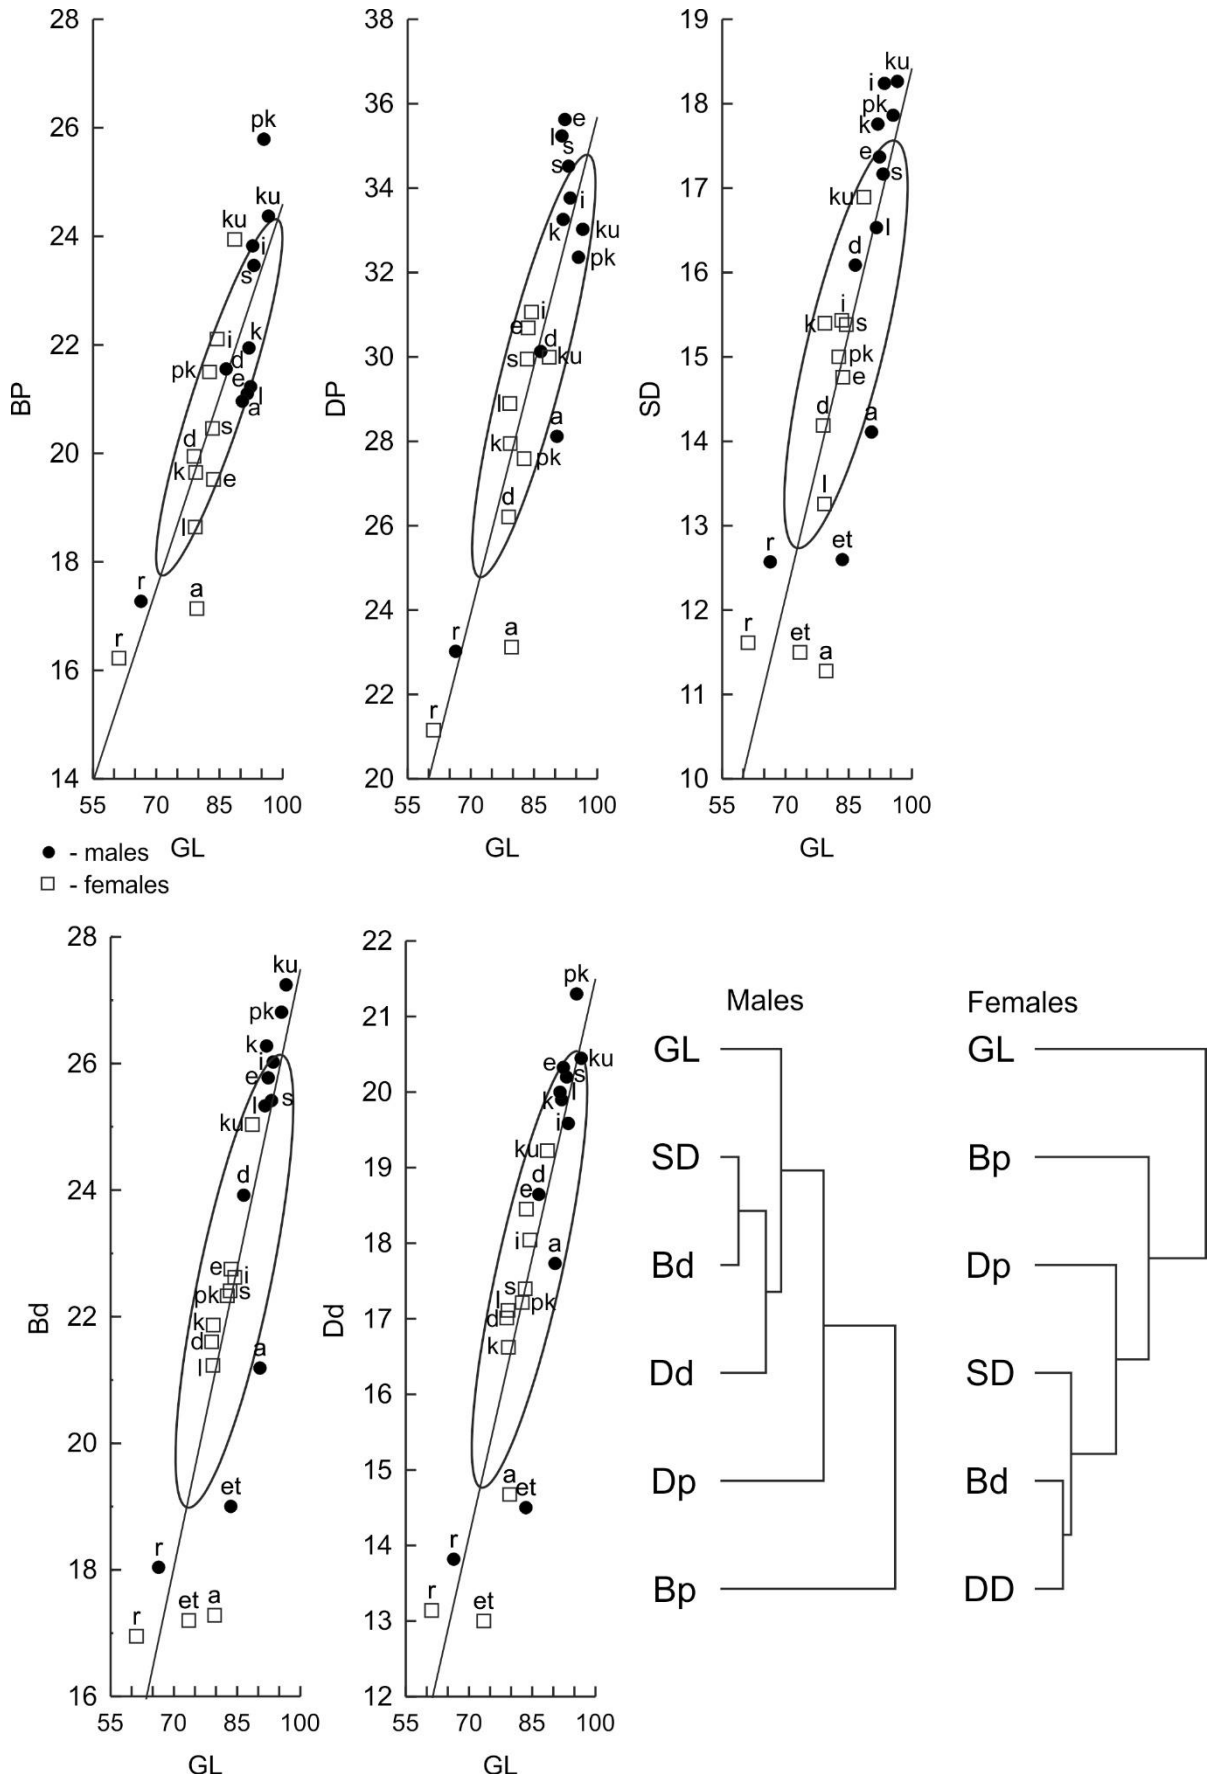 28
26
24
22
20
18
16
14
BP
55 70 85 100
GL
pk
ku
ku
i
s
i
k
pk
d
e
l
a
s
d
k
e
l
r
a
r
38
36
34
32
30
28
26
24
22
20
DP
55 70 85 100
GL
e
l
s
s
i
k
ku
pk
i
e
d
s
ku
l
a
k
pk
d
r
a
r
19
18
17
16
15
14
13
12
11
10
SD
55 70 85 100
GL
ku
i
pk
k
e
s
ku
l
d
i
k
s
pk
e
d
a
l
r
et
r
et
a
- males
- females
28
26
24
22
20
18
16
Bd
55 70 85 100
GL
ku
pk
k
i
e
l
s
ku
d
e
i
pk
s
k
d
l
a
et
r
r
et
a
22
21
20
19
18
17
16
15
14
13
12
Dd
55 70 85 100
GL
pk
ku
e
s
l
k
i
ku
d
e
i
a
s
l
pk
d
k
a
et
r
r
et
Males
GL
SD
Bd
Dd
Dp
Bp
Females
GL
Bp
Dp
SD
Bd
DD